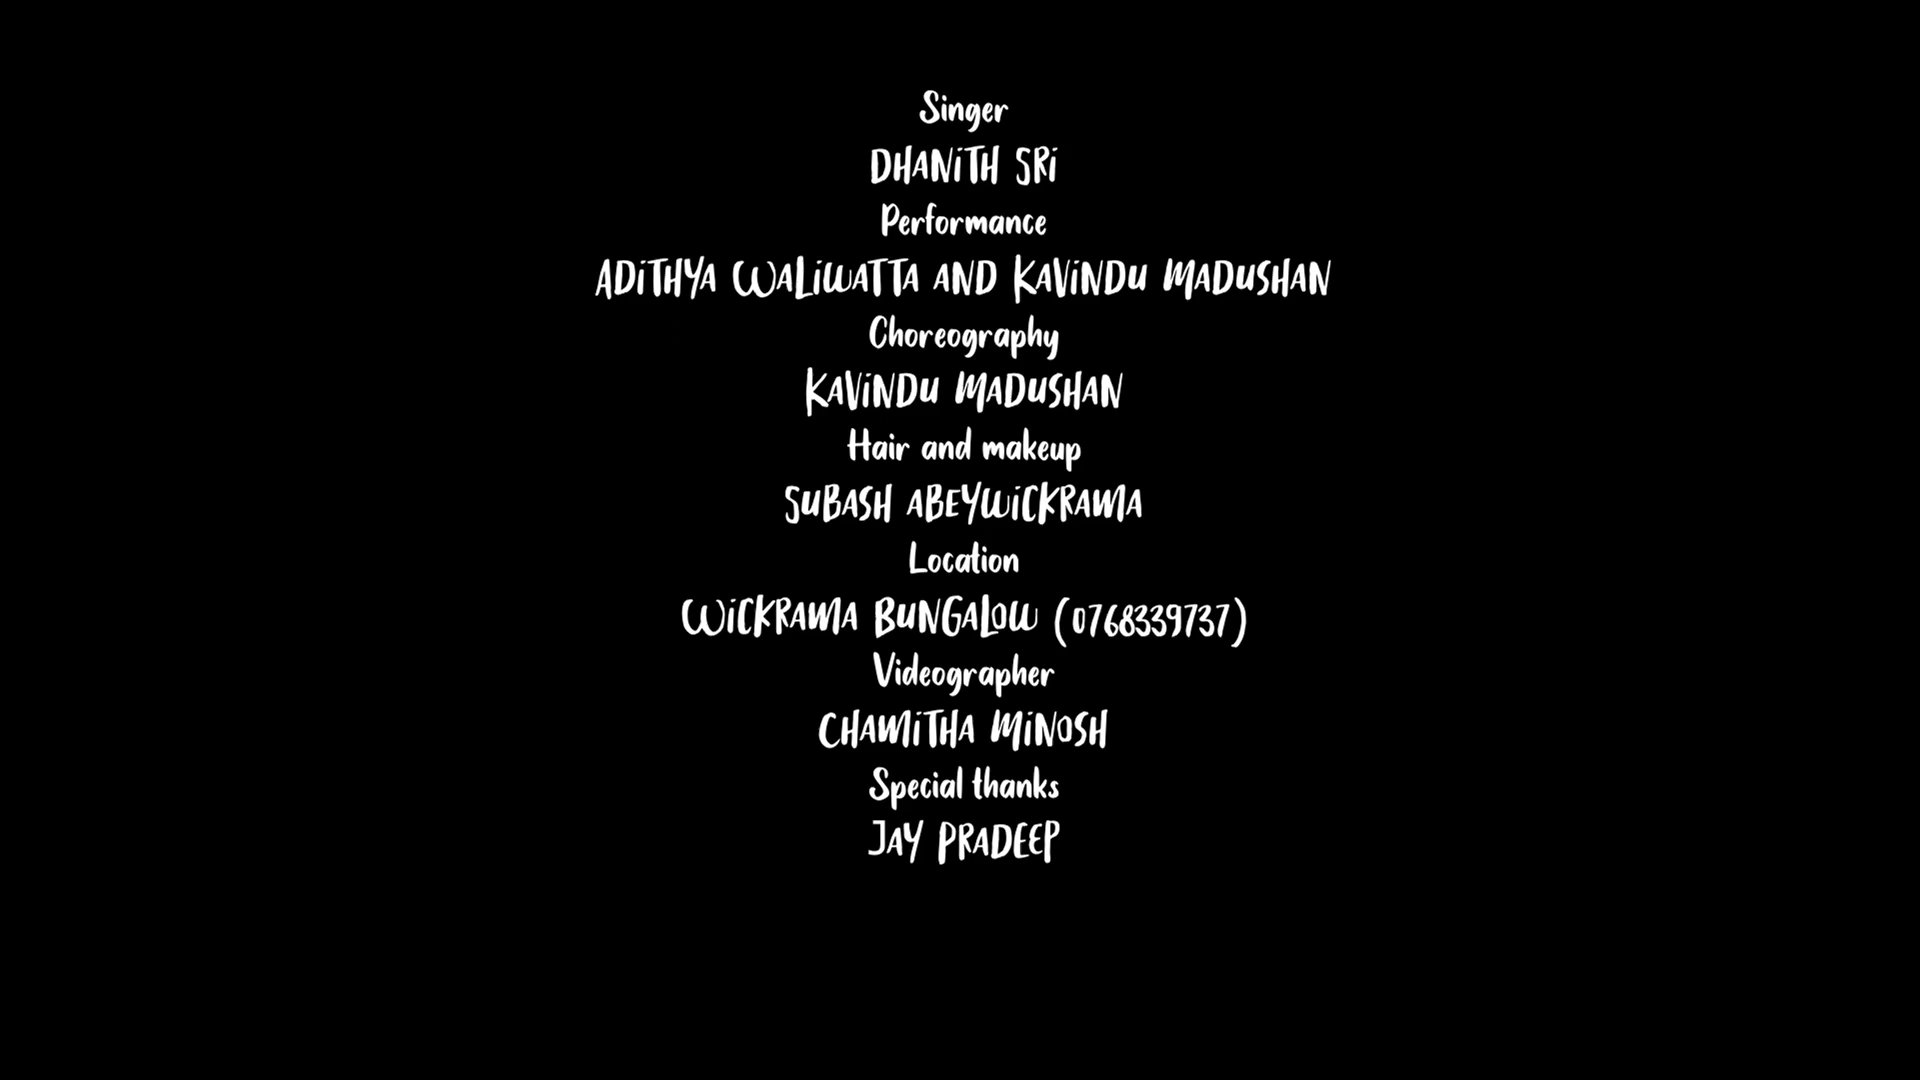 Singer
DHANITH SRI
Performance
ADITHYA WALIWATTA AND KAVINDU MADUSHAN
Choreography
KAVINDU MADUSHAN
Hair and makeup
SUBASH ABEYWICKRAMA
Location
WICKRAMA BUNGALOW (0768339737)
Videographer
CHAMITHA MINOSH
Special thanks
JAY PRADEEP